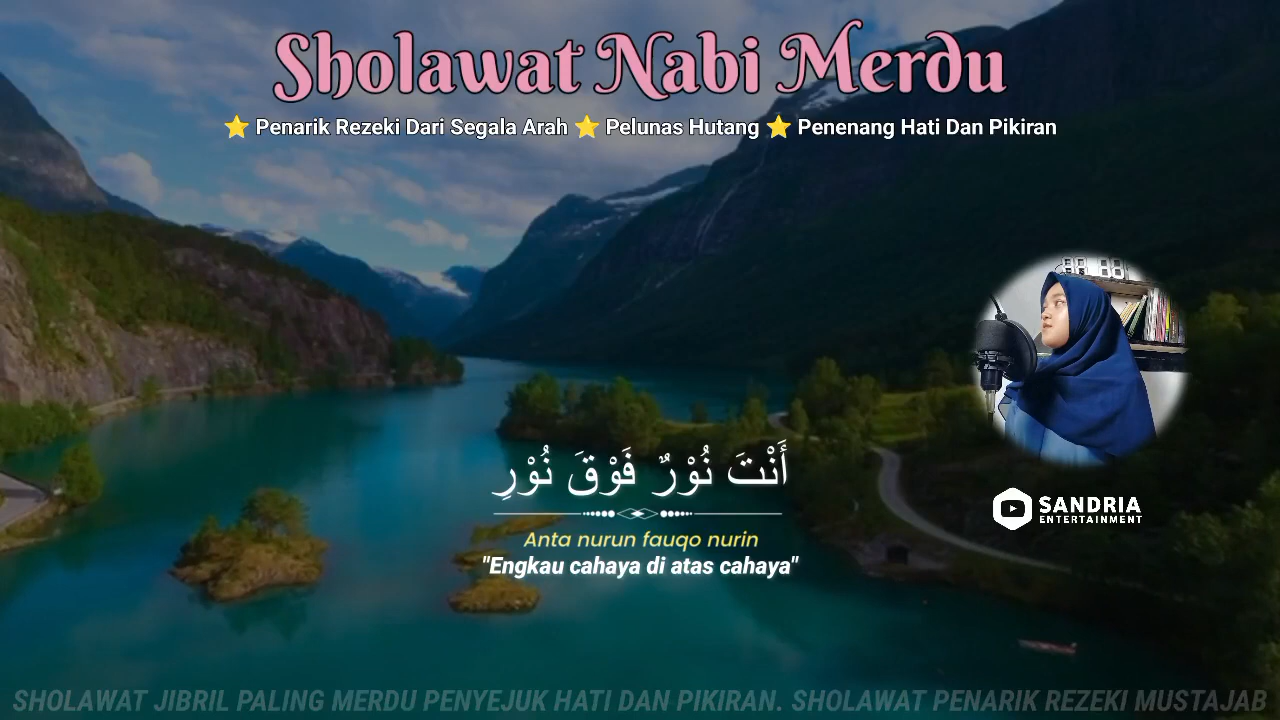 Sholawat Nabi Merdu
⭐ Penarik Rezeki Dari Segala Arah ⭐ Pelunas Hutang ⭐ Penenang Hati Dan Pikiran
أَنْتَ نُوْرٌ فَوْقَ نُوْرِ
Anta nurun fauqo nurin
"Engkau cahaya di atas cahaya"
SANDRIA
ENTERTAINMENT
SHOLAWAT JIBRIL PALING MERDU PENYEJUK HATI DAN PIKIRAN. SHOLAWAT PENARIK REZEKI MUSTAJAB